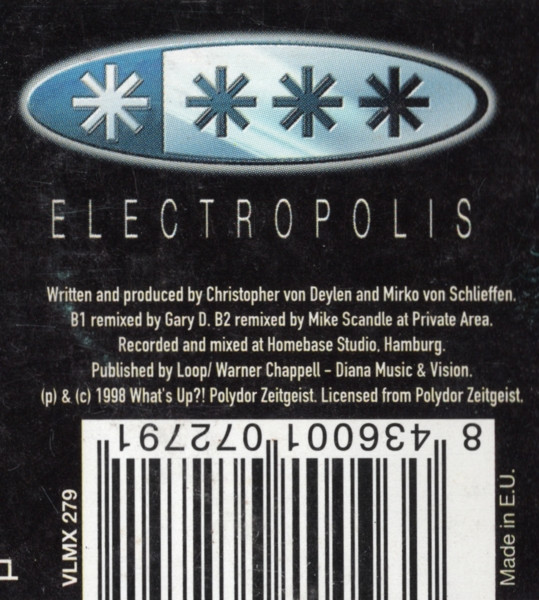 ✱✱✱✱
ELECTROPOLIS
Written and produced by Christopher von Deylen and Mirko von Schlieffen.
B1 remixed by Gary D. B2 remixed by Mike Scandle at Private Area.
Recorded and mixed at Homebase Studio, Hamburg.
Published by Loop/ Warner Chappell - Diana Music & Vision.
(p) & (c) 1998 What's Up?! Polydor Zeitgeist. Licensed from Polydor Zeitgeist.
8 436001 072791
VLMX 279
Made in E.U.